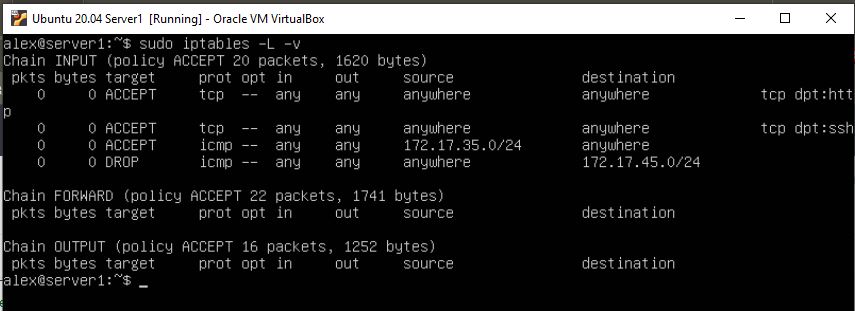 Ubuntu 20.04 Server1 [Running] - Oracle VM VirtualBox
alex@server1:~$ sudo iptables -L -v
Chain INPUT (policy ACCEPT 20 packets, 1620 bytes)
 pkts bytes target     prot opt in     out     source               destination
    0     0 ACCEPT     tcp  --  any    any     anywhere             anywhere             tcp dpt:htt
p
    0     0 ACCEPT     tcp  --  any    any     anywhere             anywhere             tcp dpt:ssh
    0     0 ACCEPT     icmp --  any    any     172.17.35.0/24       anywhere
    0     0 DROP       icmp --  any    any     anywhere             172.17.45.0/24
Chain FORWARD (policy ACCEPT 22 packets, 1741 bytes)
 pkts bytes target     prot opt in     out     source               destination
Chain OUTPUT (policy ACCEPT 16 packets, 1252 bytes)
 pkts bytes target     prot opt in     out     source               destination
alex@server1:~$ _